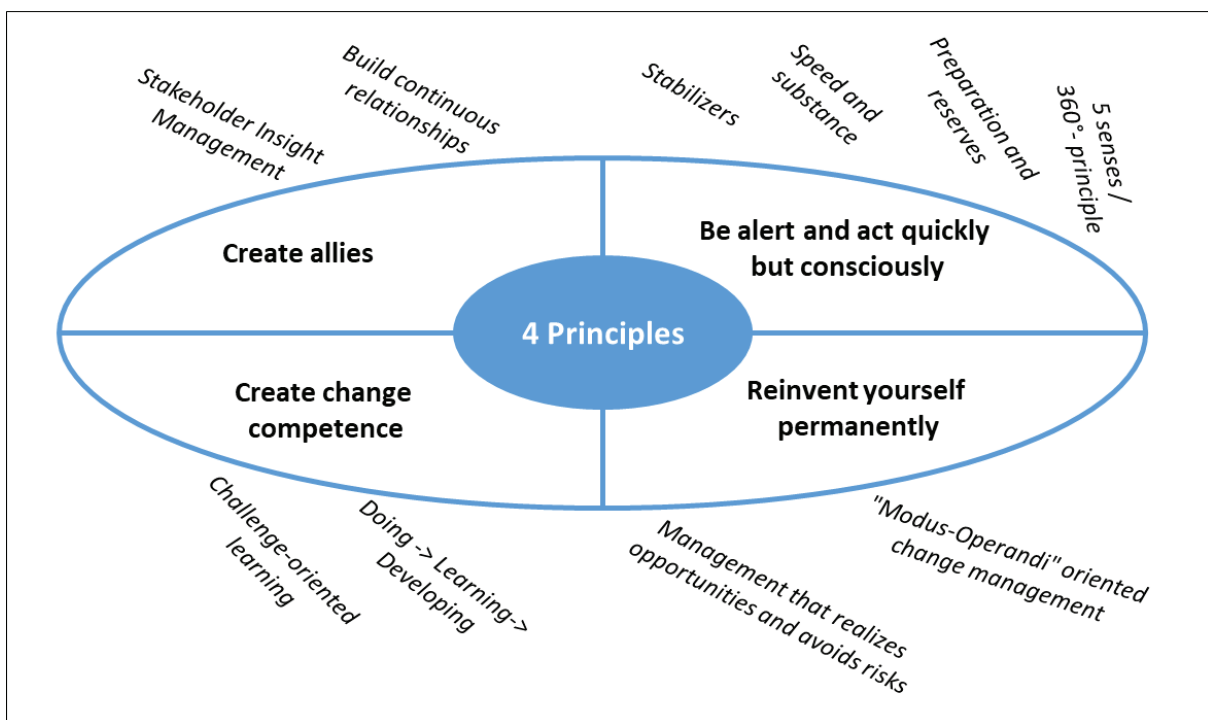 Stakeholder Insight
Management
Build continuous
relationships
Stabilizers
Speed and
substance
Preparation and
reserves
5 senses /
360°- principle
Create allies
Be alert and act quickly
but consciously
4 Principles
Create change
competence
Reinvent yourself
permanently
Challenge-oriented
learning
Doing -> Learning->
Developing
Management that realizes
opportunities and avoids risks
"Modus-Operandi" oriented
change management